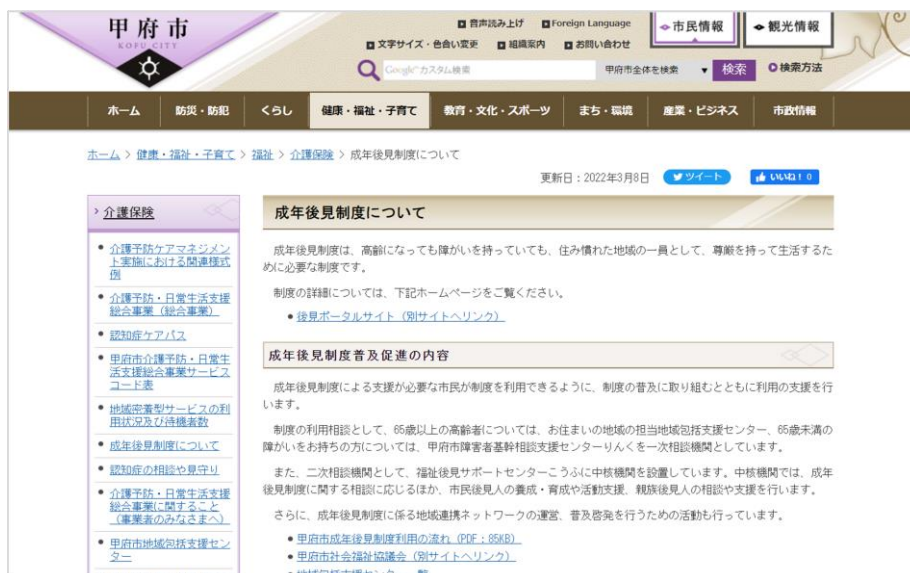 甲府市
KOFU CITY
音声読み上げ Foreign Language
文字サイズ・色合い変更 組織案内 お問い合わせ
市民情報 観光情報
Google カスタム検索 甲府市全体を検索 ▼ 検索 検索方法
ホーム 防災・防犯 くらし 健康・福祉・子育て 教育・文化・スポーツ まち・環境 産業・ビジネス 市政情報
ホーム > 健康・福祉・子育て > 福祉 > 介護保険 > 成年後見制度について
更新日：2022年3月8日 ツイート いいね！ 0
介護保険
介護予防ケアマネジメン
ト実施における関連様式
例
介護予防・日常生活支援
総合事業（総合事業）
認知症ケアパス
甲府市介護予防・日常生
活支援総合事業サービス
コード表
地域密着型サービスの利
用状況及び待機者数
成年後見制度について
認知症の相談や見守り
介護予防・日常生活支援
総合事業に関すること
（事業者のみなさまへ）
甲府市地域包括支援セン
ター
成年後見制度について
成年後見制度は、高齢になっても障がいを持っていても、住み慣れた地域の一員として、尊厳を持って生活するた
めに必要な制度です。
制度の詳細については、下記ホームページをご覧ください。
後見ポータルサイト（別サイトへリンク）
成年後見制度普及促進の内容
成年後見制度による支援が必要な市民が制度を利用できるように、制度の普及に取り組むとともに利用の支援を行
います。
制度の利用相談として、65歳以上の高齢者については、お住まいの地域の担当地域包括支援センター、65歳未満の
障がいをお持ちの方については、甲府市障害者基幹相談支援センターりんくを一次相談機関としています。
また、二次相談機関として、福祉後見サポートセンターこうふに中核機関を設置しています。中核機関では、成年
後見制度に関する相談に応じるほか、市民後見人の養成・育成や活動支援、親族後見人の相談や支援を行います。
さらに、成年後見制度に係る地域連携ネットワークの運営、普及啓発を行うための活動も行っています。
甲府市成年後見制度利用の流れ（PDF：85KB）
甲府市社会福祉協議会（別サイトへリンク）